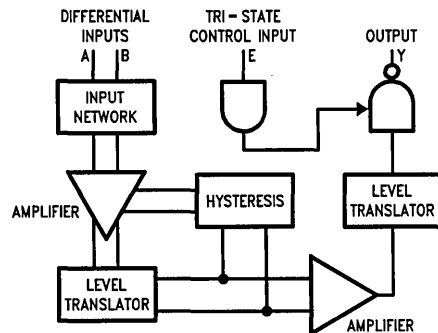 DIFFERENTIAL
INPUTS
A B
TRI-STATE
CONTROL INPUT
E
OUTPUT
Y
INPUT
NETWORK
AMPLIFIER
HYSTERESIS
LEVEL
TRANSLATOR
LEVEL
TRANSLATOR
AMPLIFIER